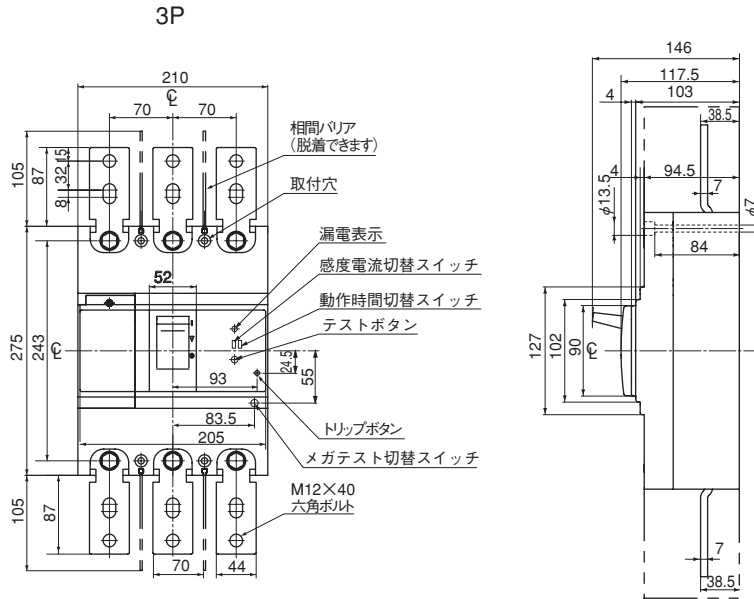 3P
210
℄
70
70
相間バリア
(脱着できます)
取付穴
105
87
15
32
8
漏電表示
感度電流切替スイッチ
動作時間切替スイッチ
テストボタン
52
275
243
℄
93
24.5
55
83.5
205
トリップボタン
メガテスト切替スイッチ
M12×40
六角ボルト
105
87
70
44
146
117.5
4
103
38.5
4
94.5
7
φ13.5
φ7
84
127
102
90
℄
7
38.5